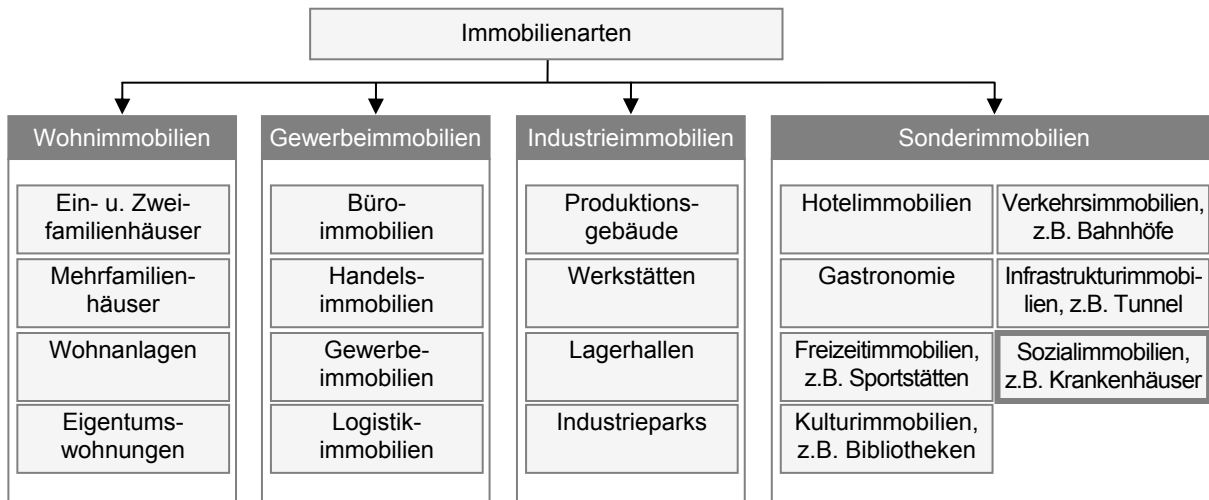 Immobilienarten
Wohnimmobilien
Ein- u. Zwei-
familienhäuser
Mehrfamilien-
häuser
Wohnanlagen
Eigentums-
wohnungen
Gewerbeimmobilien
Büro-
immobilien
Handels-
immobilien
Gewerbe-
immobilien
Logistik-
immobilien
Industrieimmobilien
Produktions-
gebäude
Werkstätten
Lagerhallen
Industrieparks
Sonderimmobilien
Hotelimmobilien
Gastronomie
Freizeitimmobilien,
z.B. Sportstätten
Kulturimmobilien,
z.B. Bibliotheken
Verkehrsimmobilien,
z.B. Bahnhöfe
Infrastrukturimmobi-
lien, z.B. Tunnel
Sozialimmobilien,
z.B. Krankenhäuser